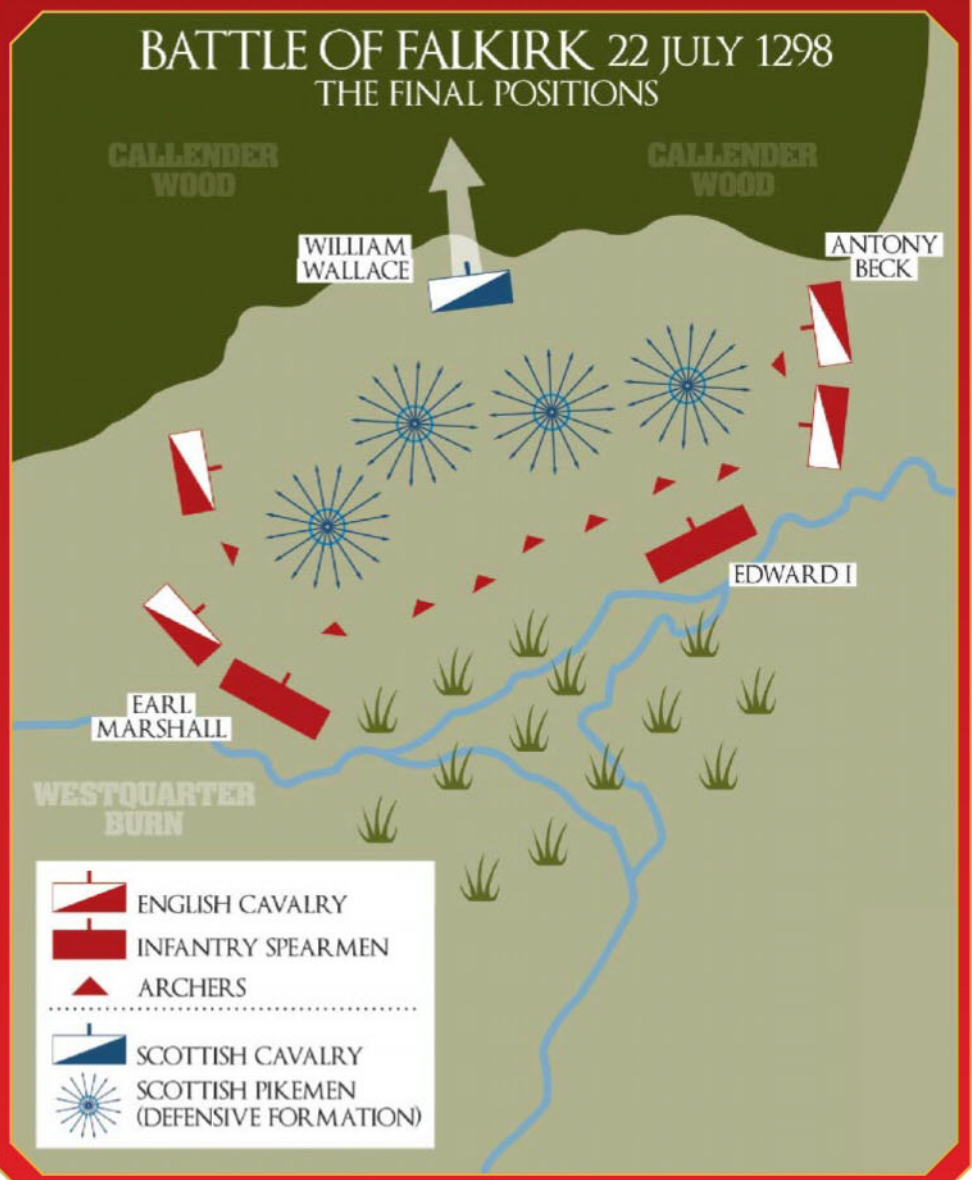 BATTLE OF FALKIRK 22 JULY 1298
THE FINAL POSITIONS
CALLENDER
WOOD
CALLENDER
WOOD
WILLIAM
WALLACE
ANTONY
BECK
EDWARD I
EARL
MARSHALL
WESTQUARTER
BURN
ENGLISH CAVALRY
INFANTRY SPEARMEN
ARCHERS
SCOTTISH CAVALRY
SCOTTISH PIKEMEN
(DEFENSIVE FORMATION)